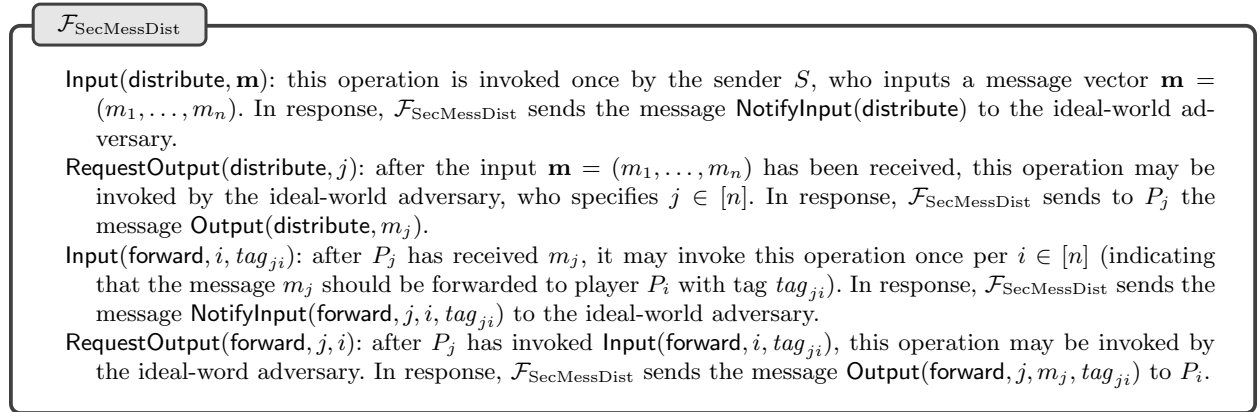 𝓕SecMessDist
Input(distribute, m): this operation is invoked once by the sender S, who inputs a message vector m =
(m₁, . . . , mₙ). In response, 𝓕SecMessDist sends the message NotifyInput(distribute) to the ideal-world ad-
versary.
RequestOutput(distribute, j): after the input m = (m₁, . . . , mₙ) has been received, this operation may be
invoked by the ideal-world adversary, who specifies j ∈ [n]. In response, 𝓕SecMessDist sends to Pⱼ the
message Output(distribute, mⱼ).
Input(forward, i, tagⱼᵢ): after Pⱼ has received mⱼ, it may invoke this operation once per i ∈ [n] (indicating
that the message mⱼ should be forwarded to player Pᵢ with tag tagⱼᵢ). In response, 𝓕SecMessDist sends the
message NotifyInput(forward, j, i, tagⱼᵢ) to the ideal-world adversary.
RequestOutput(forward, j, i): after Pⱼ has invoked Input(forward, i, tagⱼᵢ), this operation may be invoked by
the ideal-word adversary. In response, 𝓕SecMessDist sends the message Output(forward, j, mⱼ, tagⱼᵢ) to Pᵢ.